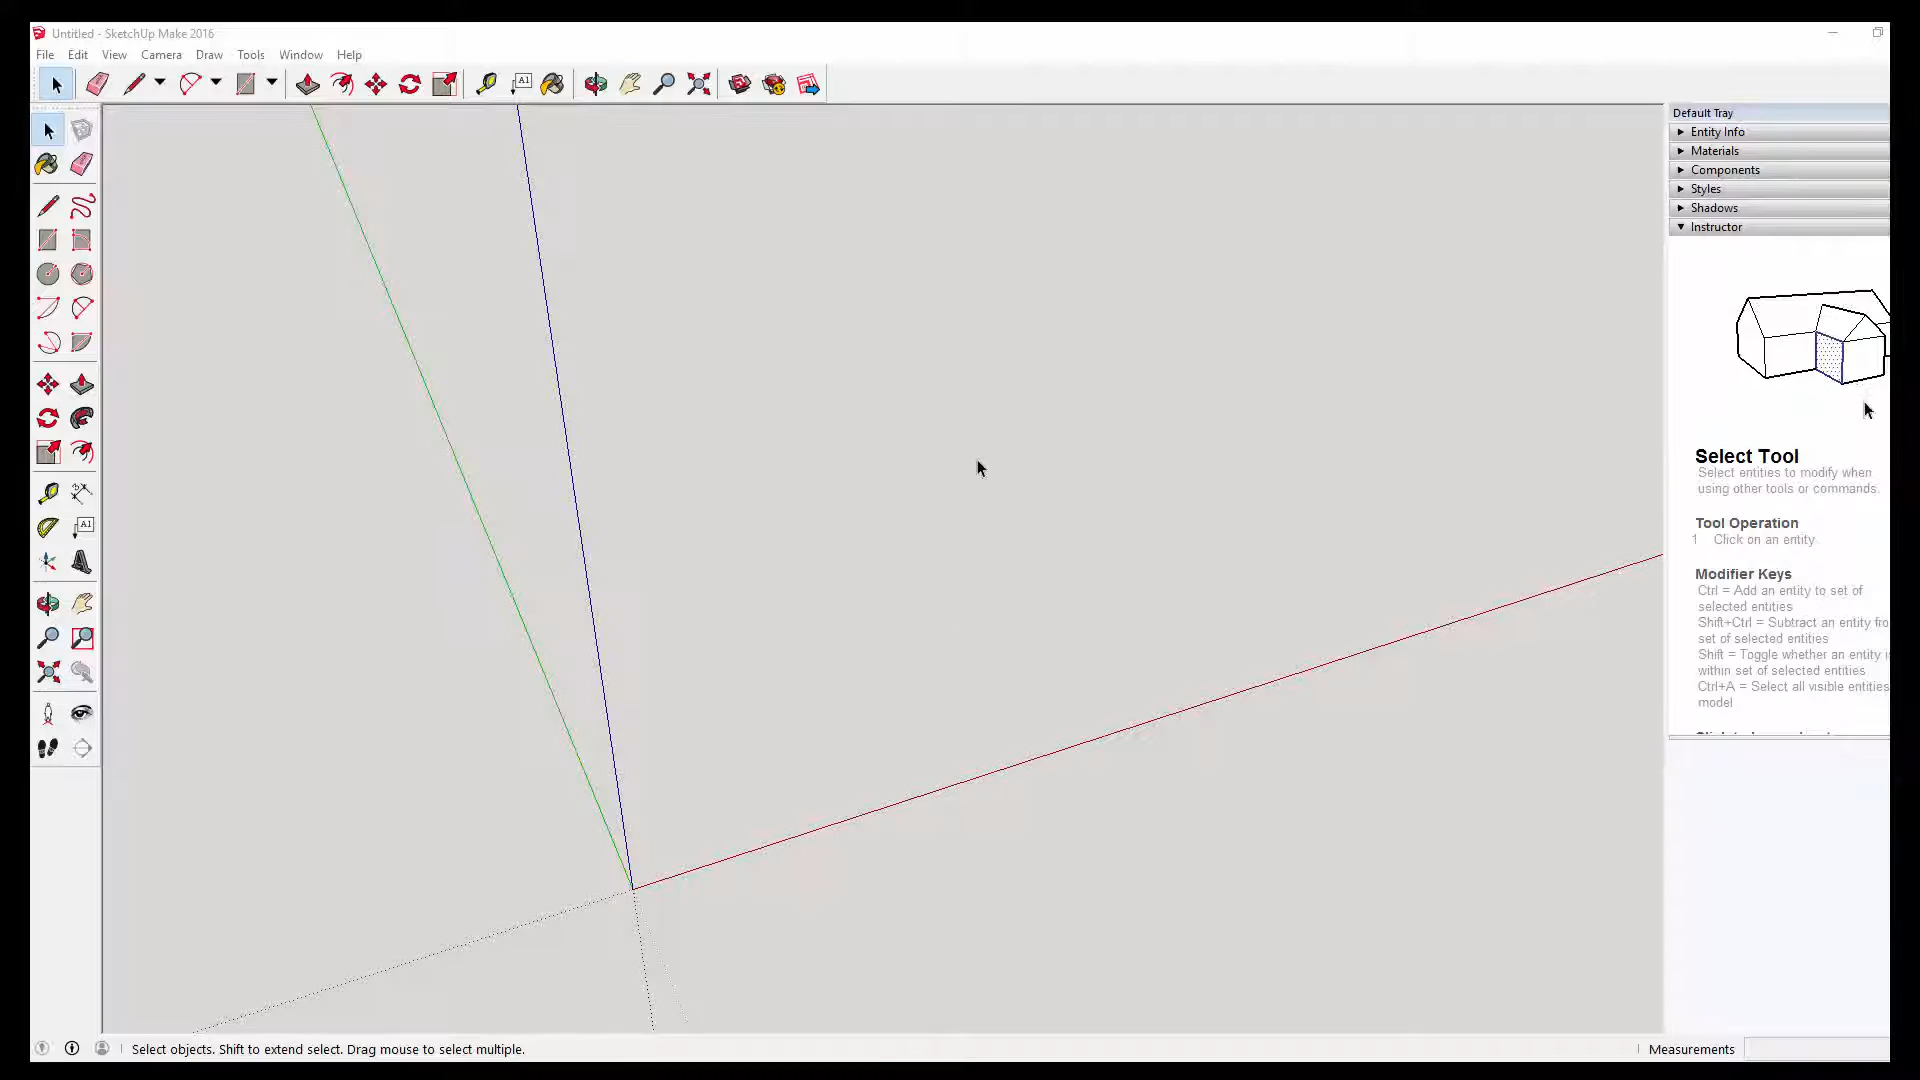 Untitled - SketchUp Make 2016
File Edit View Camera Draw Tools Window Help
A1
Default Tray
Entity Info
Materials
Components
Styles
Shadows
Instructor
Select Tool
Select entities to modify when
using other tools or commands.
Tool Operation
1 Click on an entity
Modifier Keys
Ctrl = Add an entity to set of
selected entities
Shift+Ctrl = Subtract an entity fro
set of selected entities
Shift = Toggle whether an entity i
within set of selected entities
Ctrl+A = Select all visible entities
model
A1
Select objects. Shift to extend select. Drag mouse to select multiple.
Measurements